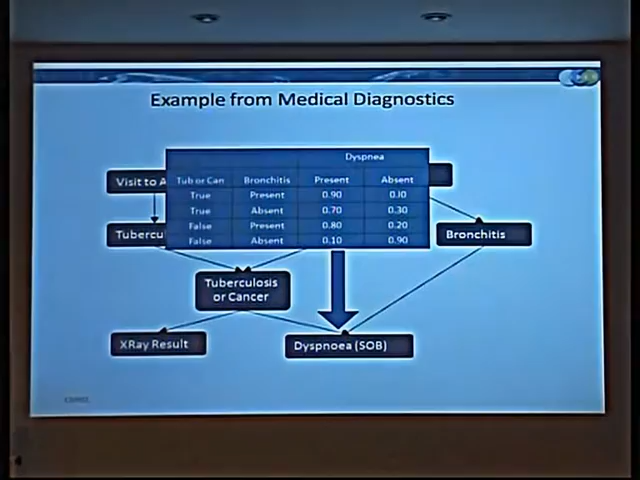 Example from Medical Diagnostics
Dyspnea
Visit to A
Tub or Can Bronchitis Present Absent
True Present 0.90 0.10
True Absent 0.70 0.30
False Present 0.80 0.20
False Absent 0.10 0.90
Tubercu
Bronchitis
Tuberculosis
or Cancer
XRay Result
Dyspnoea (SOB)